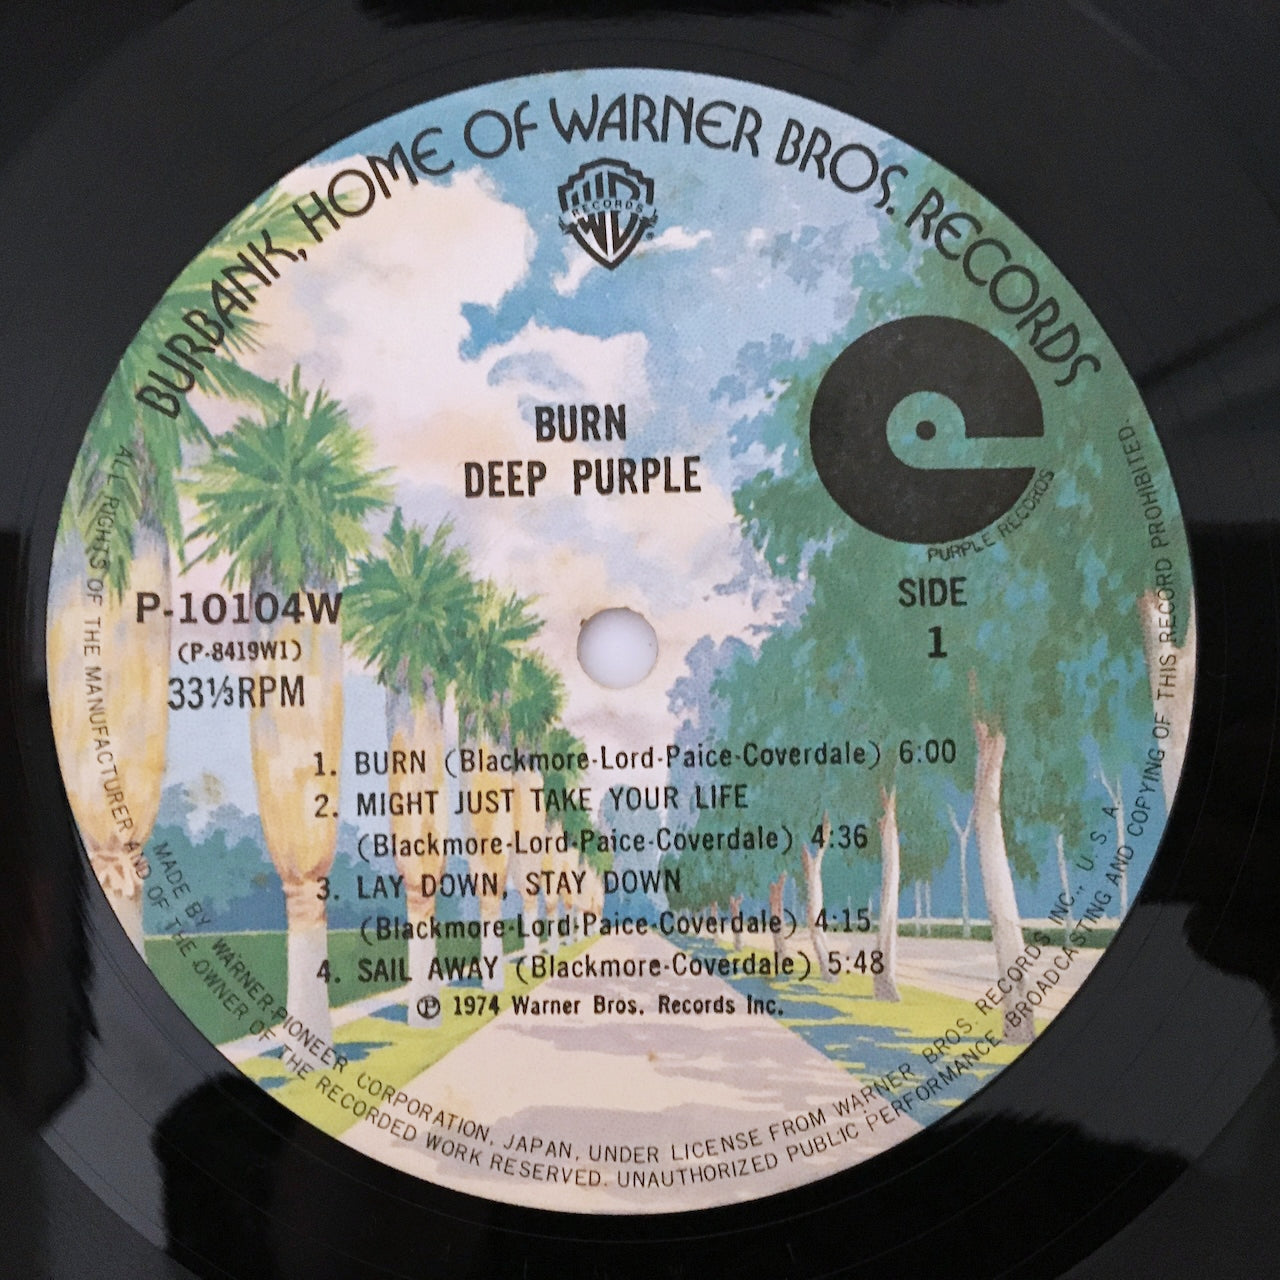 BURBANK, HOME OF WARNER BROS. RECORDS
WB
RECORDS
BURN
DEEP PURPLE
PURPLE RECORDS
SIDE
1
P-10104W
(P-8419W1)
33⅓RPM
1. BURN (Blackmore-Lord-Paice-Coverdale) 6:00
2. MIGHT JUST TAKE YOUR LIFE
(Blackmore-Lord-Paice-Coverdale) 4:36
3. LAY DOWN, STAY DOWN
(Blackmore-Lord-Paice-Coverdale) 4:15
4. SAIL AWAY (Blackmore-Coverdale) 5:48
Ⓟ 1974 Warner Bros. Records Inc.
MADE BY WARNER-PIONEER CORPORATION, JAPAN, UNDER LICENSE FROM WARNER BROS. RECORDS INC., U. S. A.
ALL RIGHTS OF THE MANUFACTURER AND OF THE OWNER OF THE RECORDED WORK RESERVED. UNAUTHORIZED PUBLIC PERFORMANCE BROADCASTING AND COPYING OF THIS RECORD PROHIBITED.